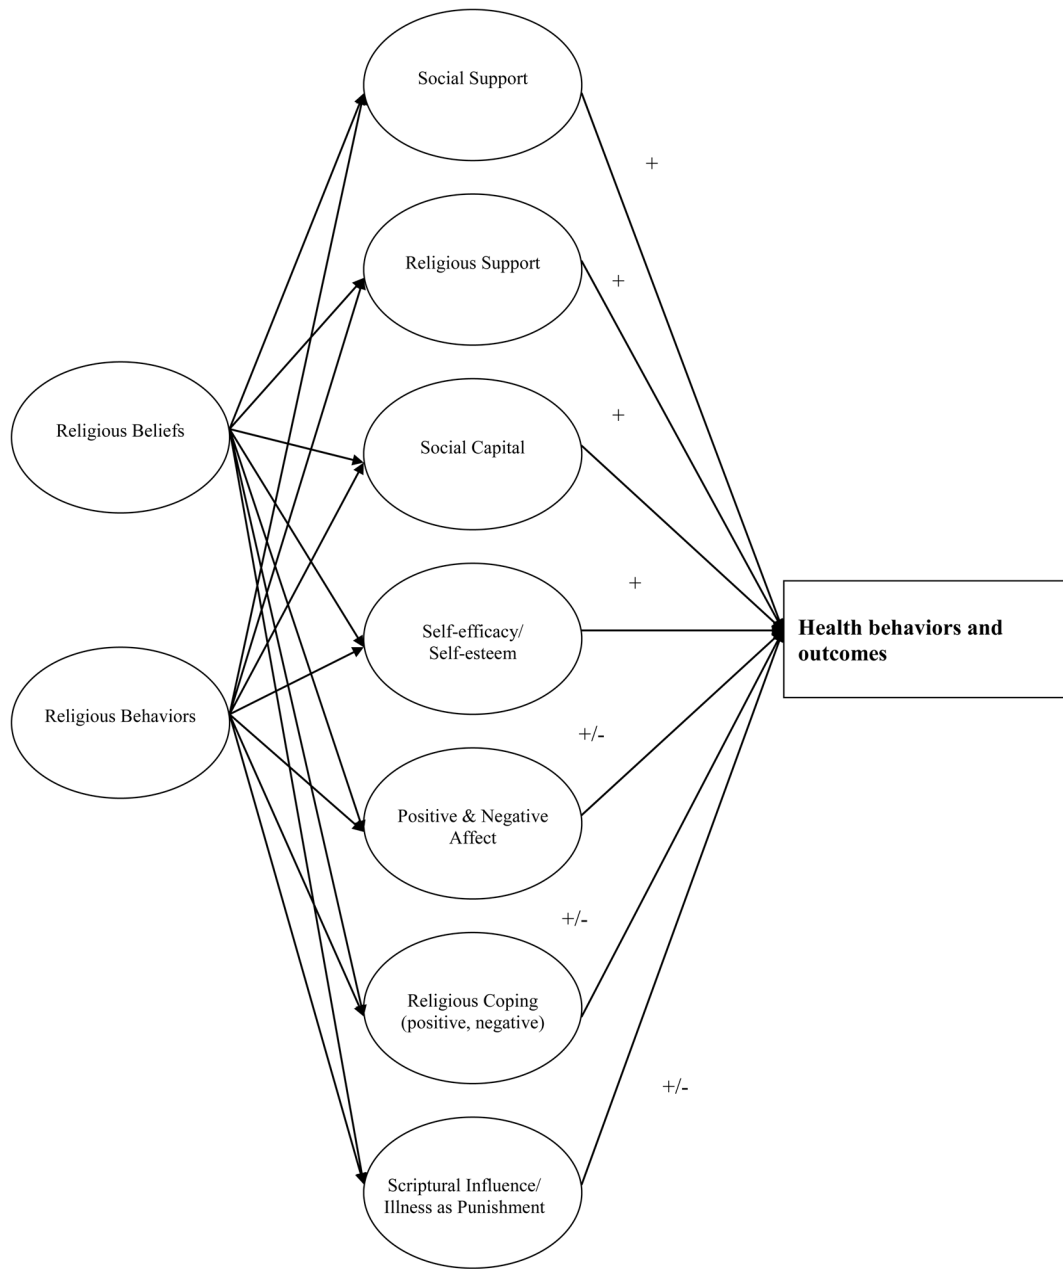 Social Support
+
Religious Support
+
+
Religious Beliefs
Social Capital
+
Self-efficacy/
Self-esteem
Health behaviors and
outcomes
Religious Behaviors
+/-
Positive & Negative
Affect
+/-
Religious Coping
(positive, negative)
+/-
Scriptural Influence/
Illness as Punishment